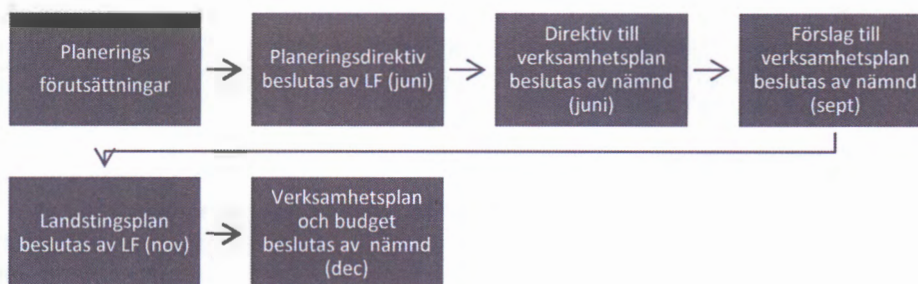 Planerings
förutsättningar
Planeringsdirektiv
beslutas av LF (juni)
Direktiv till
verksamhetsplan
beslutas av nämnd
(juni)
Förslag till
verksamhetsplan
beslutas av nämnd
(sept)
Landstingsplan
beslutas av LF (nov)
Verksamhetsplan
och budget
beslutas av nämnd
(dec)